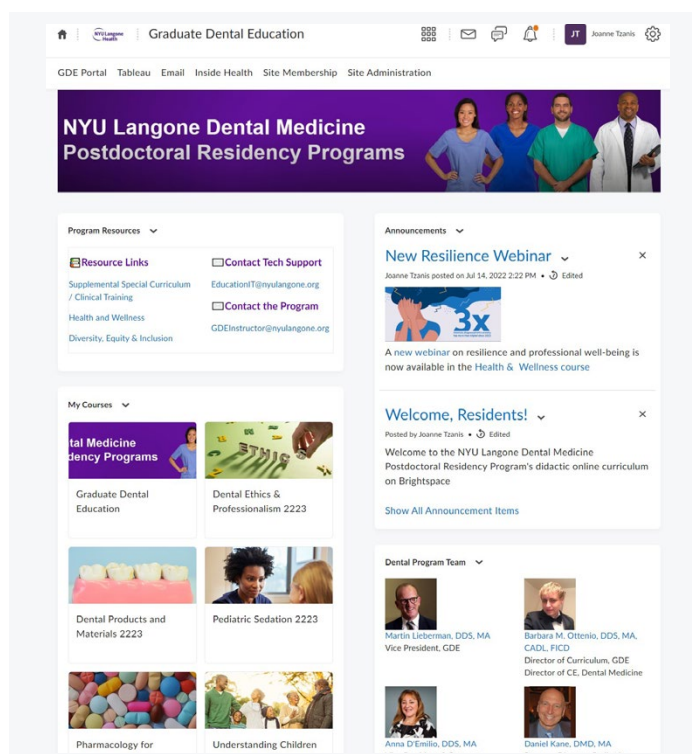 NYU Langone Health
Graduate Dental Education
JT
Joanne Tzanis
GDE Portal Tableau Email Inside Health Site Membership Site Administration
NYU Langone Dental Medicine
Postdoctoral Residency Programs
Program Resources
Resource Links
Supplemental Special Curriculum
/ Clinical Training
Health and Wellness
Diversity, Equity & Inclusion
Contact Tech Support
EducationIT@nyulangone.org
Contact the Program
GDEInstructor@nyulangone.org
My Courses
tal Medicine
dency Programs
Graduate Dental
Education
ETHIC
Dental Ethics &
Professionalism 2223
Dental Products and
Materials 2223
Pediatric Sedation 2223
Pharmacology for
Understanding Children
Announcements
New Resilience Webinar
Joanne Tzanis posted on Jul 14, 2022 2:22 PM • Edited
3x
A new webinar on resilience and professional well-being is
now available in the Health & Wellness course
Welcome, Residents!
Posted by Joanne Tzanis • Edited
Welcome to the NYU Langone Dental Medicine
Postdoctoral Residency Program's didactic online curriculum
on Brightspace
Show All Announcement Items
Dental Program Team
Martin Lieberman, DDS, MA
Vice President, GDE
Barbara M. Ottenio, DDS, MA,
CADL, FICD
Director of Curriculum, GDE
Director of CE, Dental Medicine
Anna D'Emilio, DDS, MA
Daniel Kane, DMD, MA